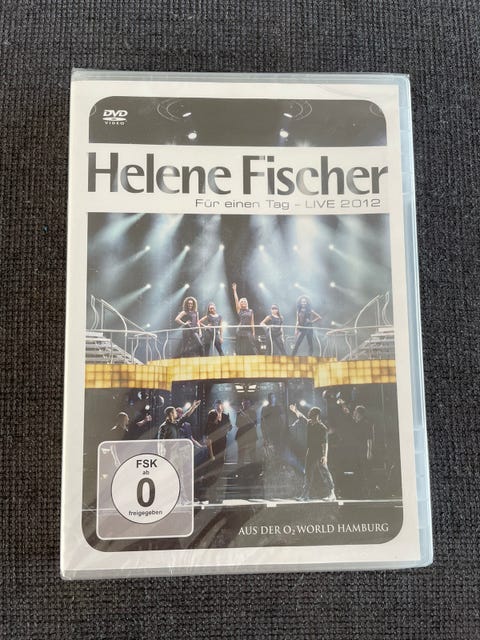 DVD
VIDEO
Helene Fischer
Für einen Tag - LIVE 2012
FSK
ab
0
freigegeben
AUS DER O₂ WORLD HAMBURG